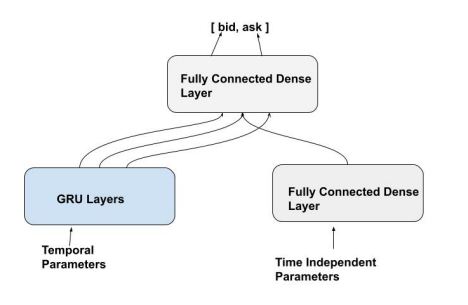 [ bid, ask ]
Fully Connected Dense
Layer
GRU Layers
Fully Connected Dense
Layer
Temporal
Parameters
Time Independent
Parameters